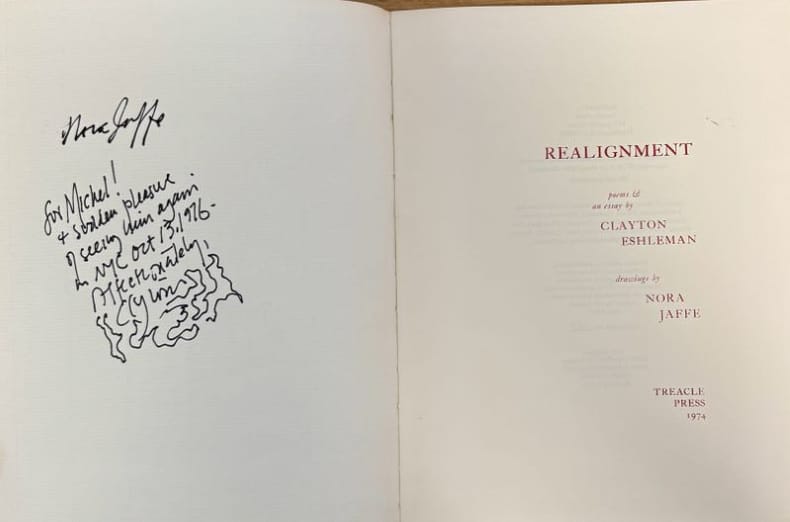 Nora Jaffe
for Michel!
& sudden pleasure
of seeing him again
in NYC Oct 13, 1976-
Affectionately,
Clayton
REALIGNMENT
poems &
an essay by
CLAYTON
ESHLEMAN
drawings by
NORA
JAFFE
TREACLE
PRESS
1974